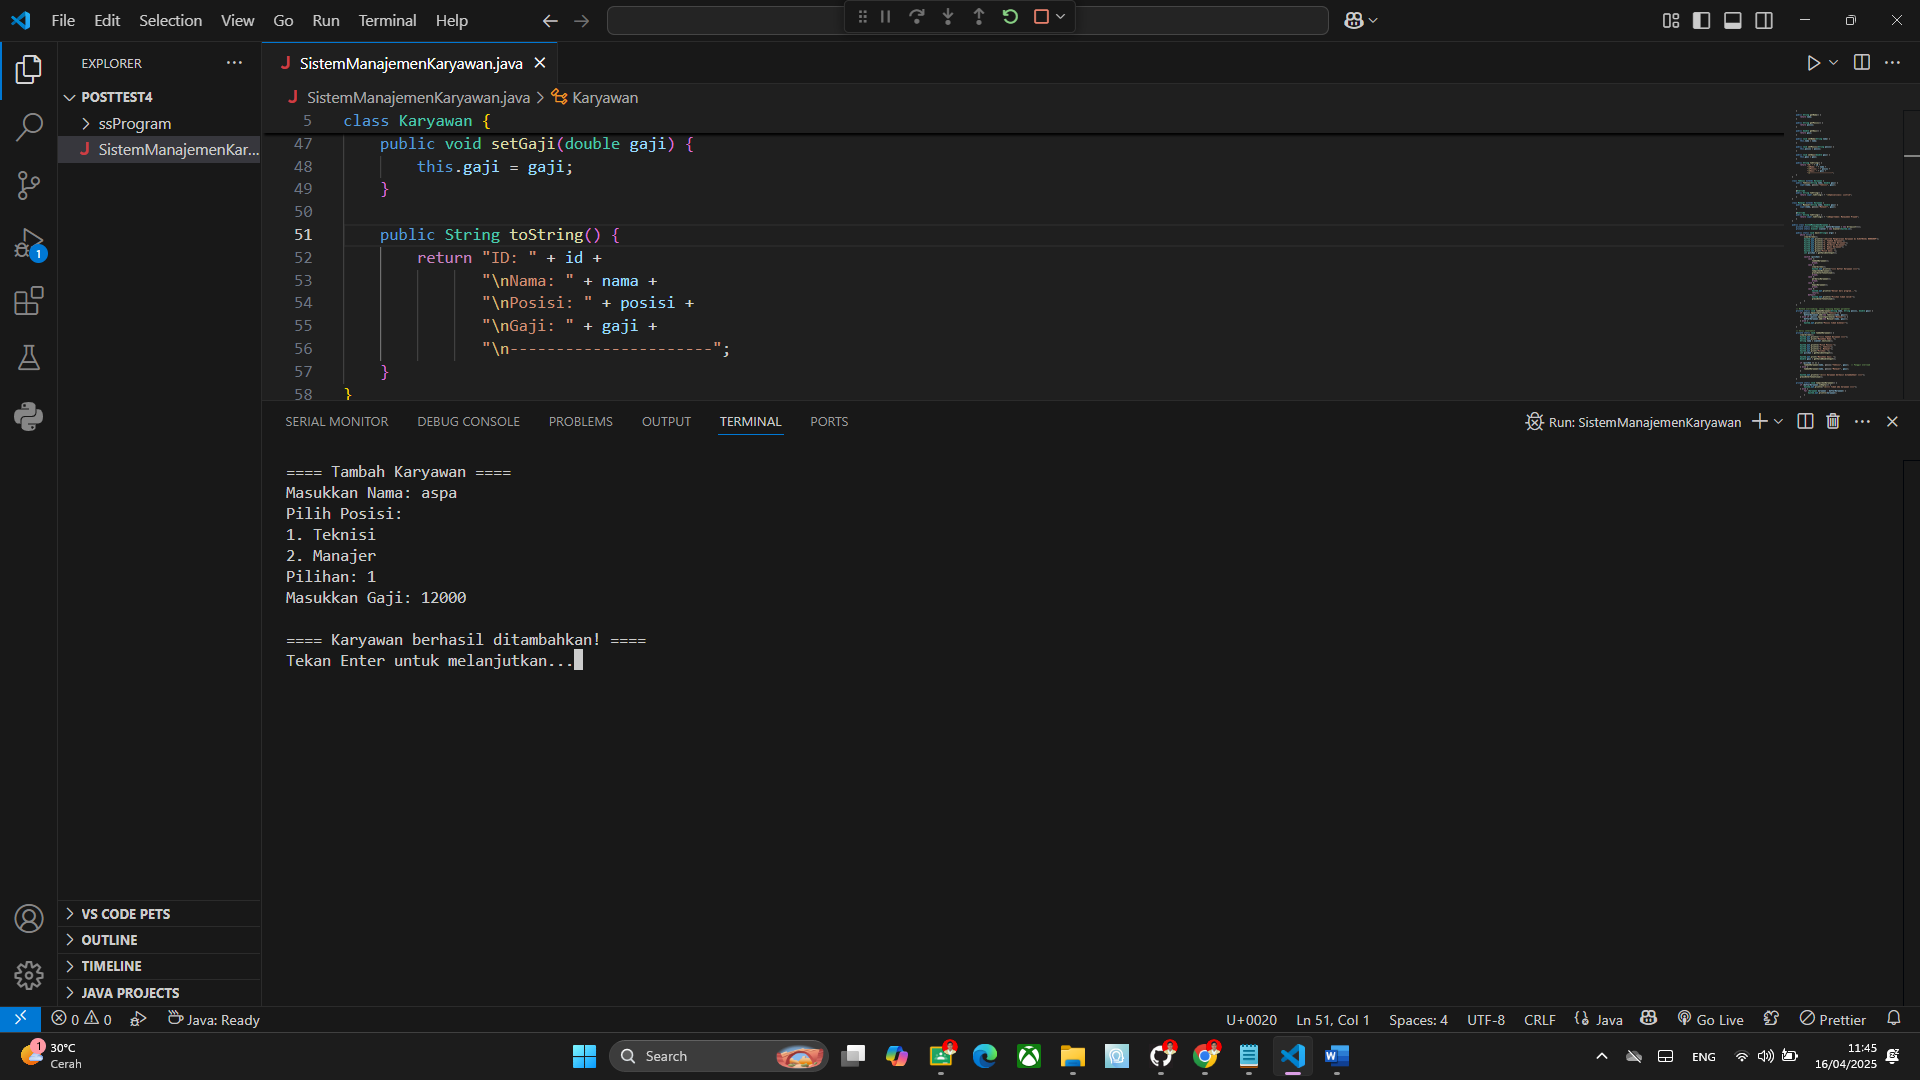 File Edit Selection View Go Run Terminal Help
EXPLORER
POSTTEST4
ssProgram
J SistemManajemenKar...
1
VS CODE PETS
OUTLINE
TIMELINE
JAVA PROJECTS
J SistemManajemenKaryawan.java
J SistemManajemenKaryawan.java > Karyawan
5 class Karyawan {
47 public void setGaji(double gaji) {
48 this.gaji = gaji;
49 }
50
51 public String toString() {
52 return "ID: " + id +
53 "\nNama: " + nama +
54 "\nPosisi: " + posisi +
55 "\nGaji: " + gaji +
56 "\n----------------------";
57 }
58 }
SERIAL MONITOR DEBUG CONSOLE PROBLEMS OUTPUT TERMINAL PORTS
Run: SistemManajemenKaryawan
==== Tambah Karyawan ====
Masukkan Nama: aspa
Pilih Posisi:
1. Teknisi
2. Manajer
Pilihan: 1
Masukkan Gaji: 12000
==== Karyawan berhasil ditambahkan! ====
Tekan Enter untuk melanjutkan...
0 0 Java: Ready
U+0020 Ln 51, Col 1 Spaces: 4 UTF-8 CRLF Java Go Live Prettier
1
30°C
Cerah
Search
ENG
11:45
16/04/2025